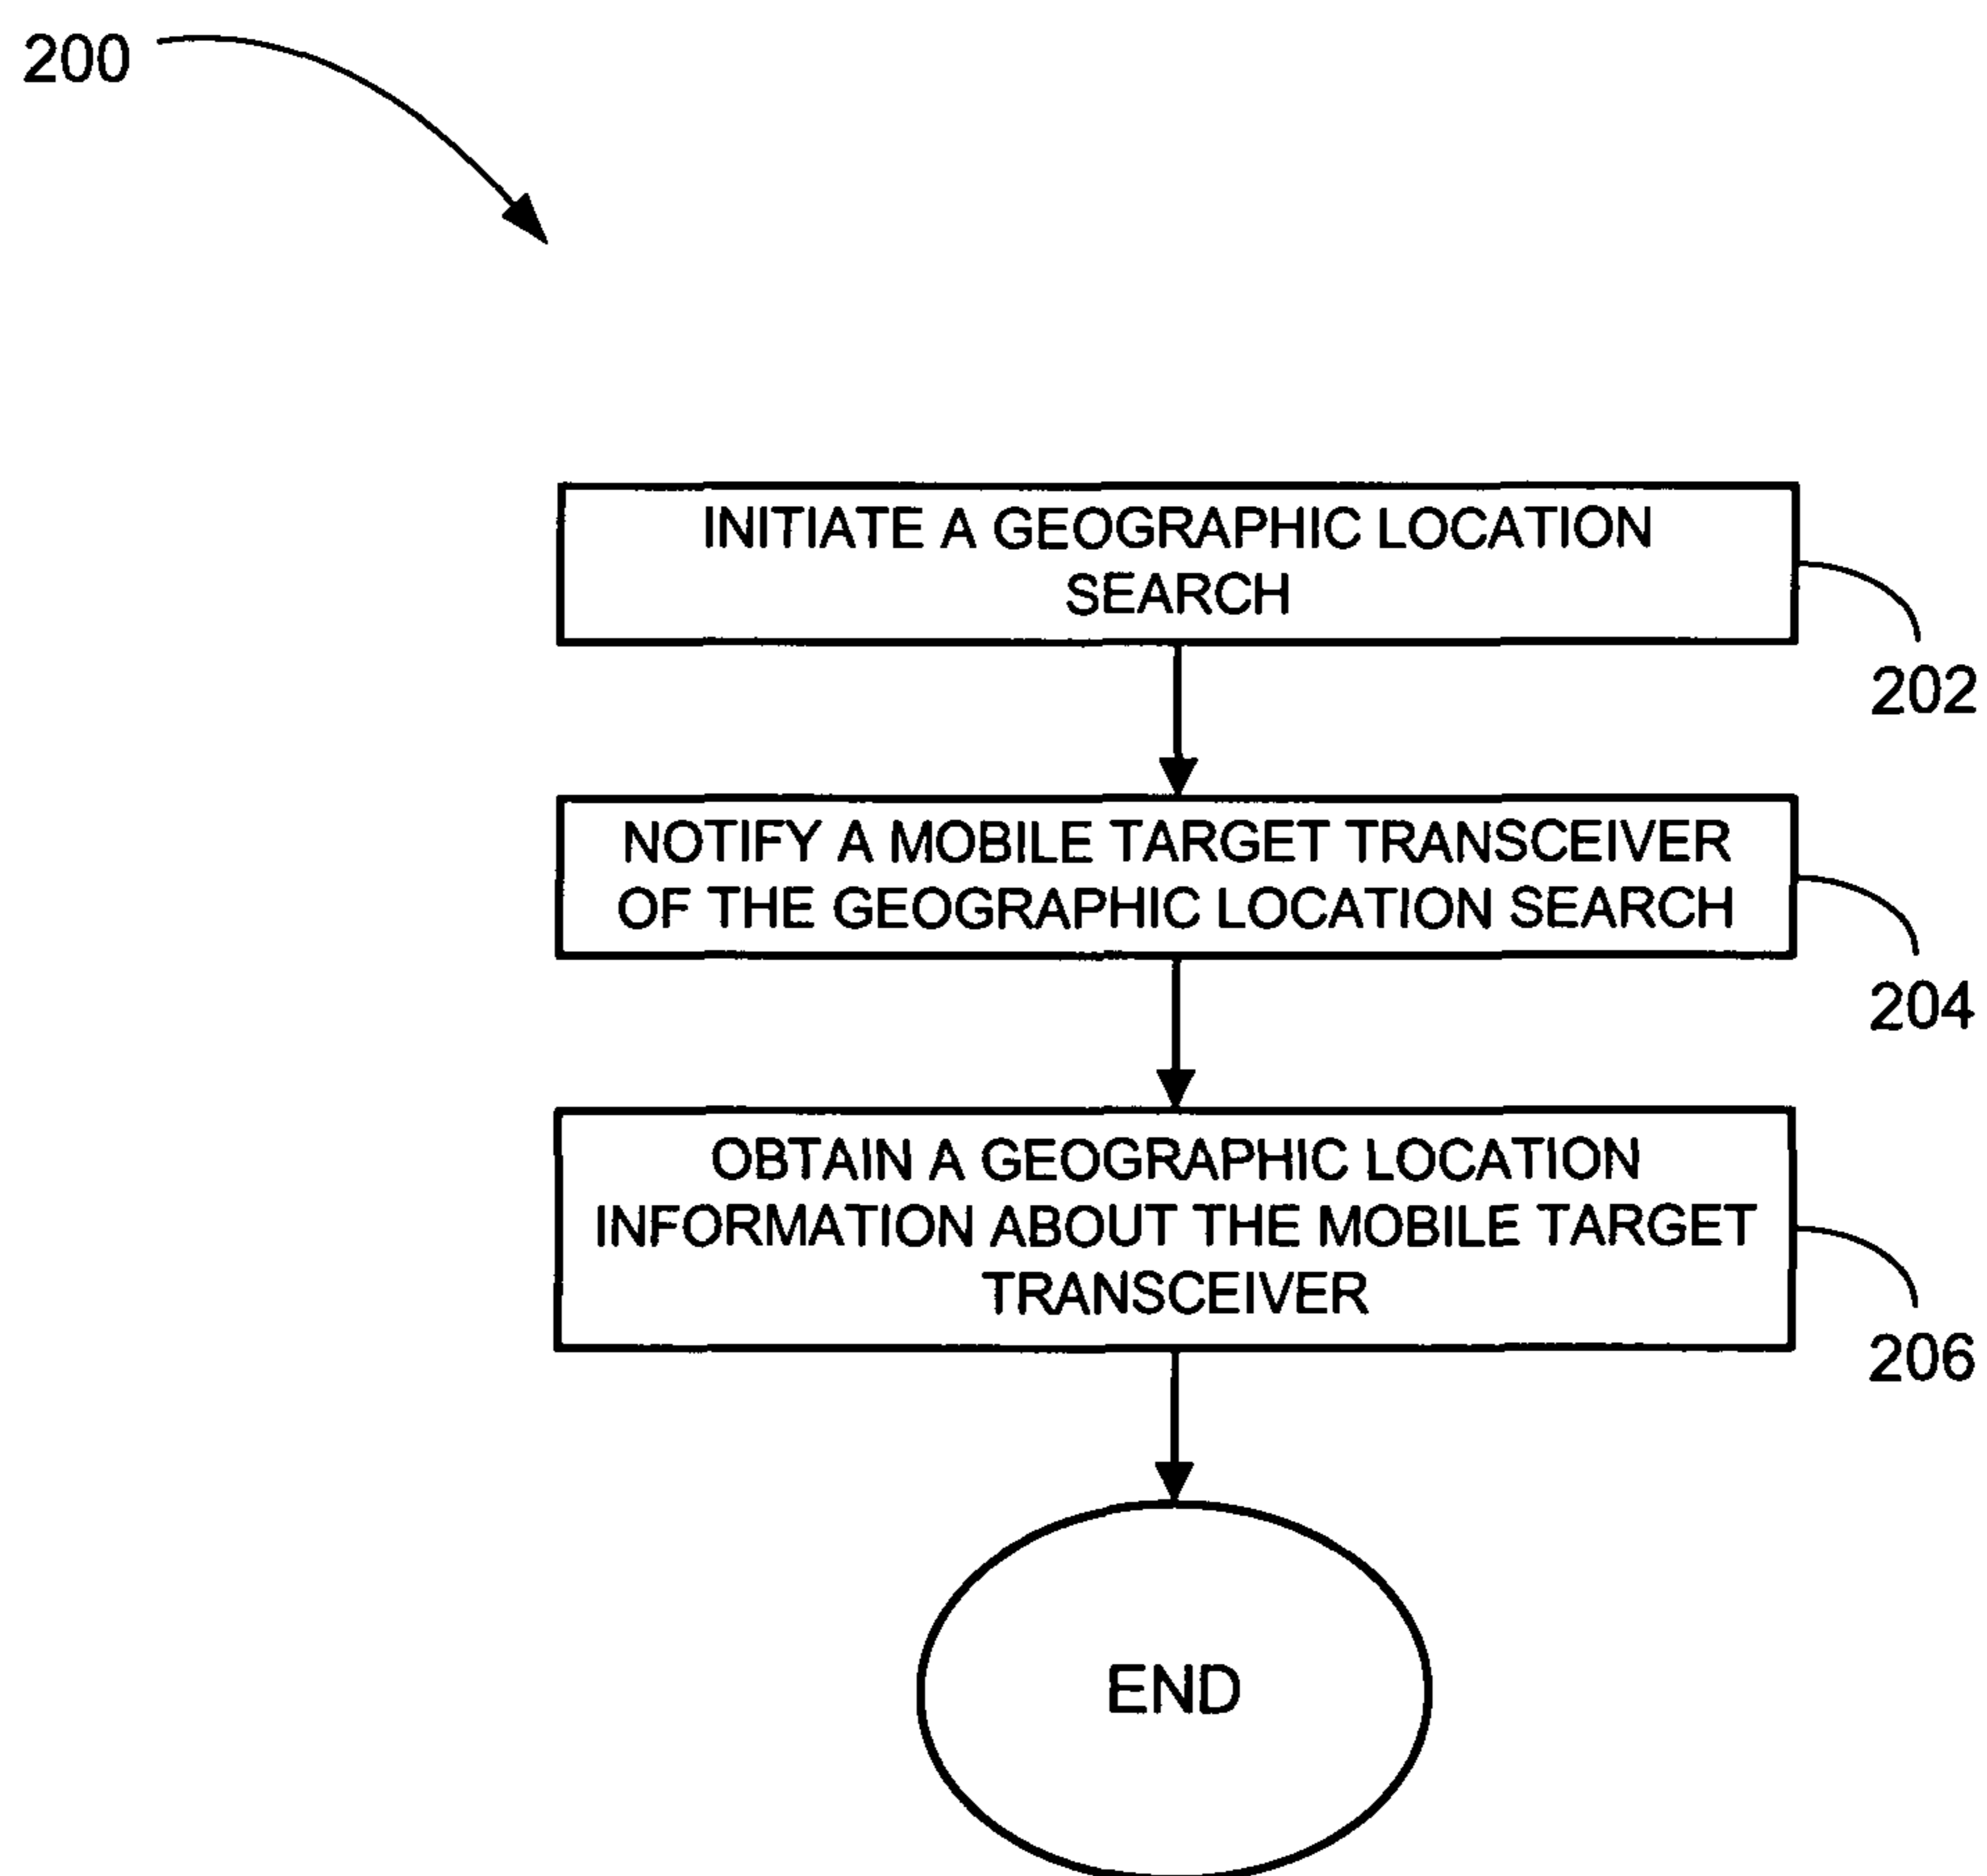 200
INITIATE A GEOGRAPHIC LOCATION
SEARCH
202
NOTIFY A MOBILE TARGET TRANSCEIVER
OF THE GEOGRAPHIC LOCATION SEARCH
204
OBTAIN A GEOGRAPHIC LOCATION
INFORMATION ABOUT THE MOBILE TARGET
TRANSCEIVER
206
END